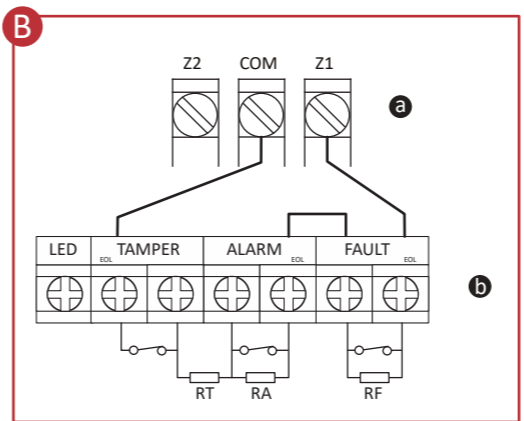 B
Z2 COM Z1
a
LED TAMPER ALARM FAULT
EOL EOL EOL
b
RT RA RF